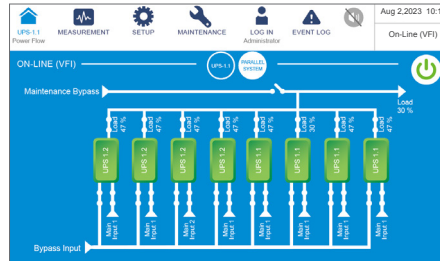 Aug 2,2023 10:1
UPS-1.1
Power Flow
MEASUREMENT
SETUP
MAINTENANCE
LOG IN
Administrator
EVENT LOG
On-Line (VFI)
ON-LINE (VFI)
UPS-1.1
PARALLEL
SYSTEM
Maintenance Bypass
Load
30 %
Load
47 %
Load
47 %
Load
47 %
Load
47 %
Load
47 %
Load
30 %
Load
47 %
Load
47 %
UPS 1.2
UPS 1.2
UPS 1.2
UPS 1.2
UPS 1.1
UPS 1.1
UPS 1.1
UPS 1.1
Main
Input 1
Main
Input 1
Main
Input 2
Main
Input 1
Main
Input 1
Main
Input 1
Main
Input 1
Main
Input 1
Bypass Input